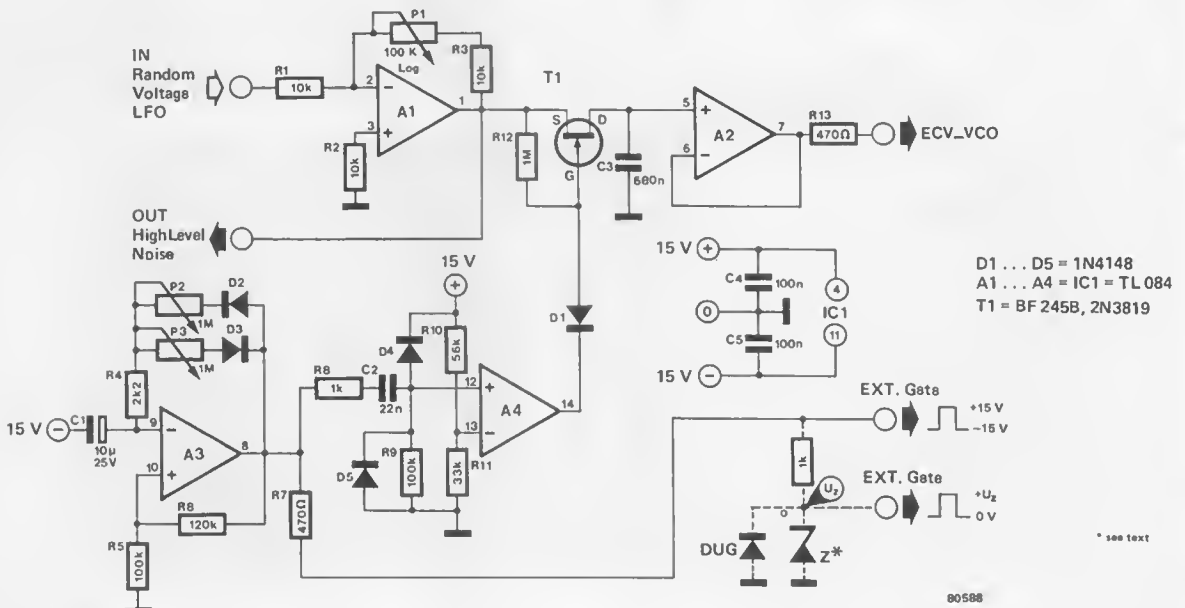 P1
100 K
Log
IN
Random
Voltage
LFO
R1
10k
R3
10k
2
−
A1
1
3
+
R2
10k
T1
S
D
G
R12
1M
C3
680n
5
+
A2
7
6
−
R13
470Ω
ECV_VCO
OUT
High Level
Noise
P2
1M
D2
P3
1M
D3
R4
2k2
15 V
−
C1
10µ
25V
9
−
A3
8
10
+
R8
120k
R5
100k
R7
470Ω
R8
1k
C2
22n
D4
D5
R9
100k
15 V
+
R10
56k
R11
33k
12
+
A4
14
13
−
D1
15 V
+
C4
100n
0
C5
100n
15 V
−
4
IC1
11
D1 ... D5 = 1N4148
A1 ... A4 = IC1 = TL084
T1 = BF 245B, 2N3819
EXT. Gate
+15 V
−15 V
1k
Uz
0
EXT. Gate
+Uz
0 V
DUG
Z*
* see text
80588